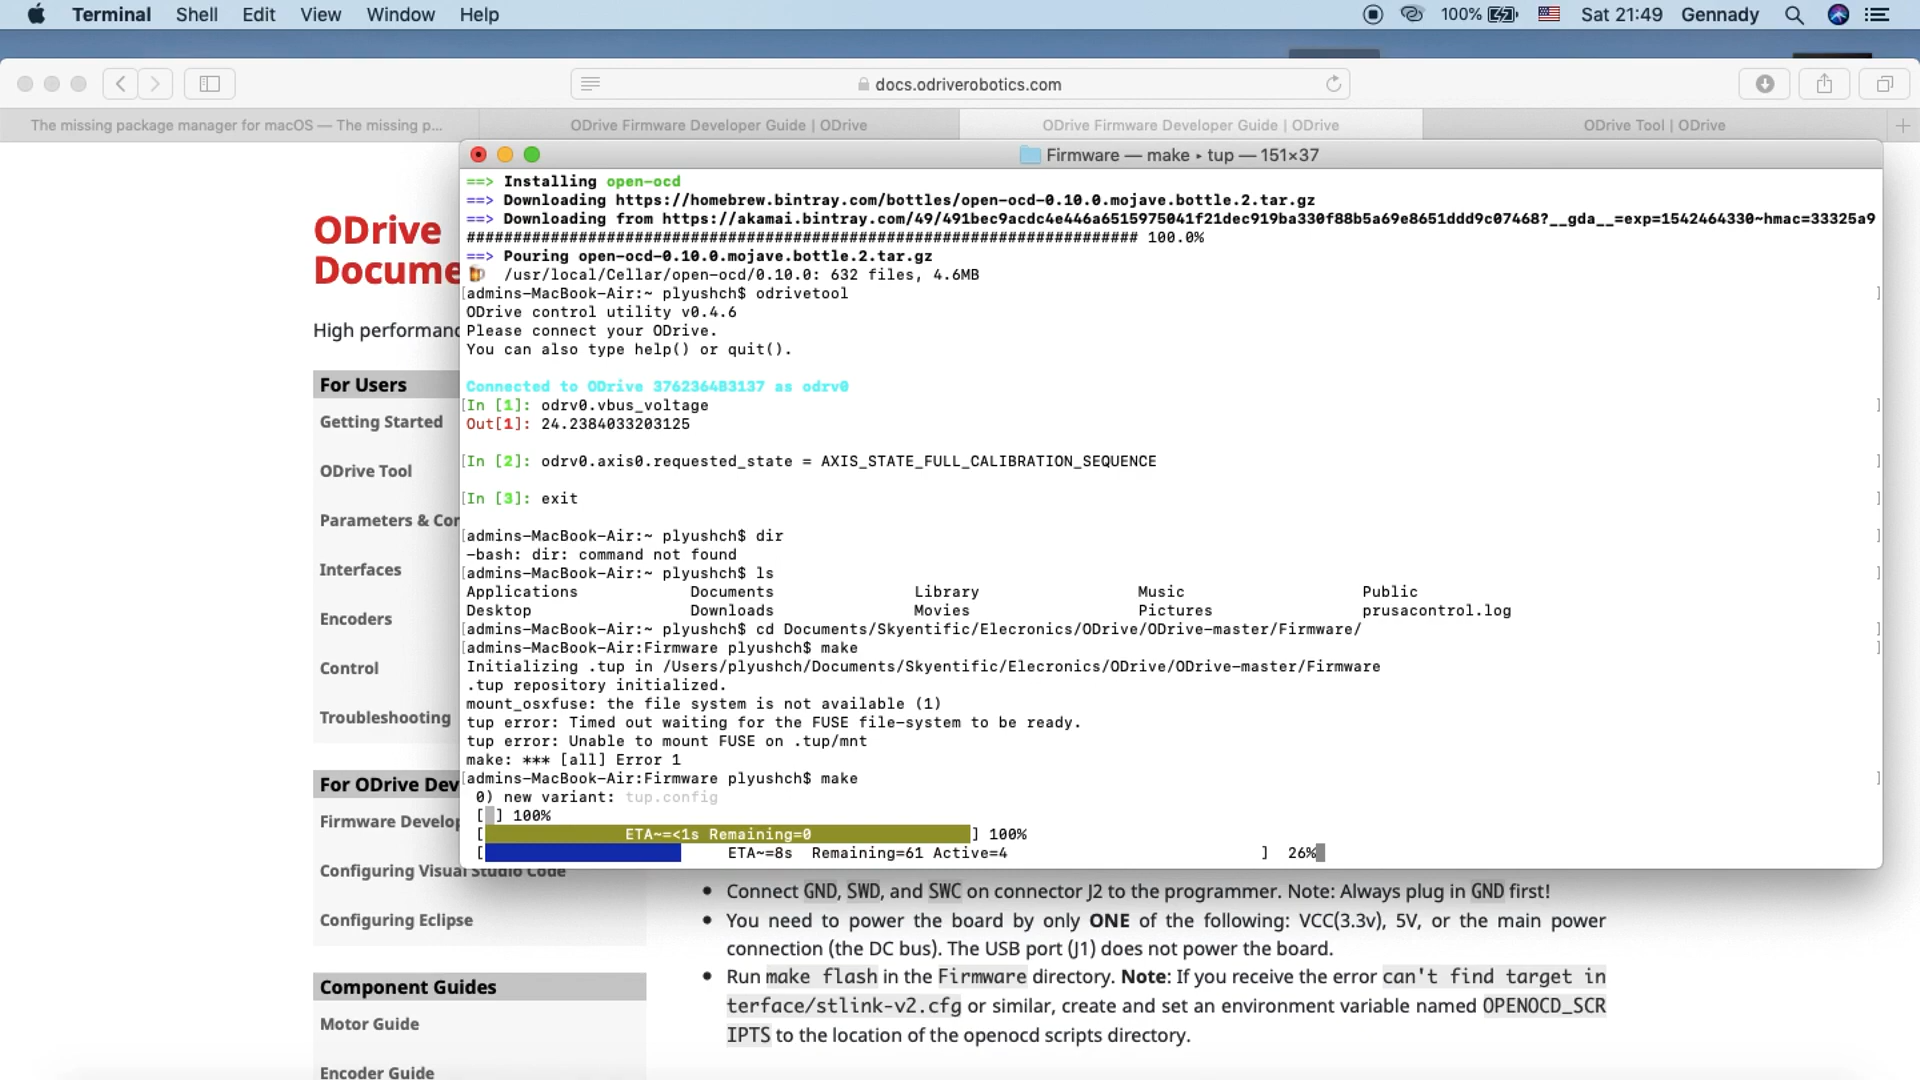 Terminal Shell Edit View Window Help 100% Sat 21:49 Gennady
docs.odriverobotics.com
The missing package manager for macOS — The missing p... ODrive Firmware Developer Guide | ODrive ODrive Firmware Developer Guide | ODrive ODrive Tool | ODrive
Firmware — make ▸ tup — 151×37
==> Installing open-ocd
==> Downloading https://homebrew.bintray.com/bottles/open-ocd-0.10.0.mojave.bottle.2.tar.gz
==> Downloading from https://akamai.bintray.com/49/491bec9acdc4e446a6515975041f21dec919ba330f88b5a69e8651ddd9c07468?__gda__=exp=1542464330~hmac=33325a9
######################################################################## 100.0%
==> Pouring open-ocd-0.10.0.mojave.bottle.2.tar.gz
🍺 /usr/local/Cellar/open-ocd/0.10.0: 632 files, 4.6MB
[admins-MacBook-Air:~ plyushch$ odrivetool ]
ODrive control utility v0.4.6
Please connect your ODrive.
You can also type help() or quit().
Connected to ODrive 3762364B3137 as odrv0
[In [1]: odrv0.vbus_voltage ]
Out[1]: 24.2384033203125
[In [2]: odrv0.axis0.requested_state = AXIS_STATE_FULL_CALIBRATION_SEQUENCE ]
[In [3]: exit ]
[admins-MacBook-Air:~ plyushch$ dir ]
-bash: dir: command not found
[admins-MacBook-Air:~ plyushch$ ls ]
Applications Documents Library Music Public
Desktop Downloads Movies Pictures prusacontrol.log
[admins-MacBook-Air:~ plyushch$ cd Documents/Skyentific/Elecronics/ODrive/ODrive-master/Firmware/ ]
[admins-MacBook-Air:Firmware plyushch$ make ]
Initializing .tup in /Users/plyushch/Documents/Skyentific/Elecronics/ODrive/ODrive-master/Firmware
.tup repository initialized.
mount_osxfuse: the file system is not available (1)
tup error: Timed out waiting for the FUSE file-system to be ready.
tup error: Unable to mount FUSE on .tup/mnt
make: *** [all] Error 1
[admins-MacBook-Air:Firmware plyushch$ make ]
0) new variant: tup.config
[ ] 100%
[ ETA~=<1s Remaining=0 ] 100%
[ ETA~=8s Remaining=61 Active=4 ] 26%
ODrive
Docume
High performanc
For Users
Getting Started
ODrive Tool
Parameters & Cor
Interfaces
Encoders
Control
Troubleshooting
For ODrive Dev
Firmware Develop
Configuring Visual Studio Code
Configuring Eclipse
Component Guides
Motor Guide
Encoder Guide
• Connect GND, SWD, and SWC on connector J2 to the programmer. Note: Always plug in GND first!
• You need to power the board by only ONE of the following: VCC(3.3v), 5V, or the main power
connection (the DC bus). The USB port (J1) does not power the board.
• Run make flash in the Firmware directory. Note: If you receive the error can't find target in
terface/stlink-v2.cfg or similar, create and set an environment variable named OPENOCD_SCR
IPTS to the location of the openocd scripts directory.